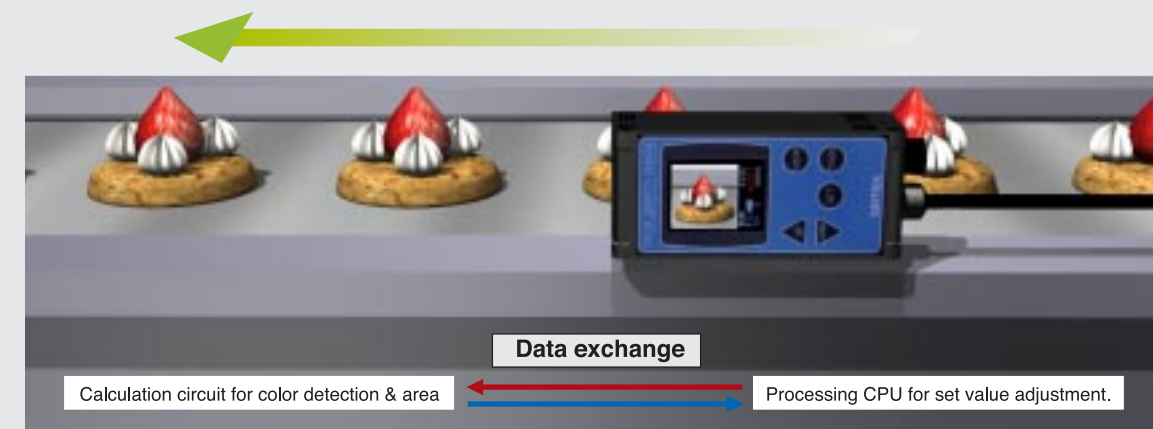 Data exchange
Calculation circuit for color detection & area
Processing CPU for set value adjustment.